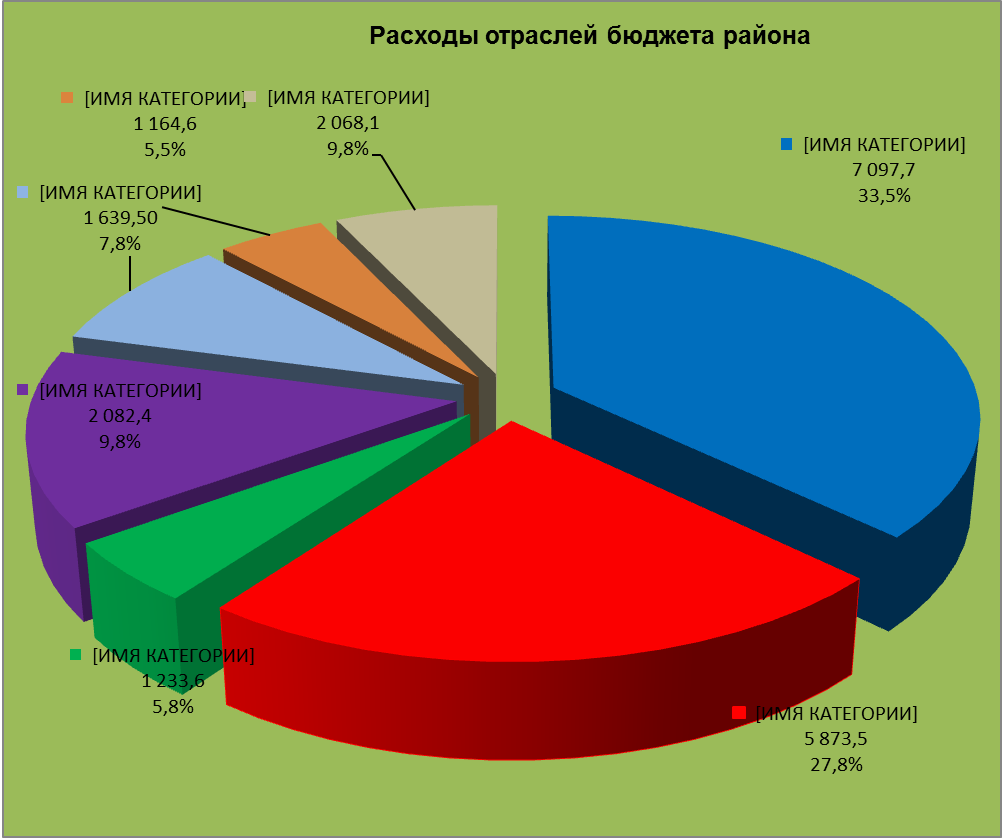 Расходы отраслей бюджета района
[ИМЯ КАТЕГОРИИ]
1 164,6
5,5%
[ИМЯ КАТЕГОРИИ]
2 068,1
9,8%
[ИМЯ КАТЕГОРИИ]
7 097,7
33,5%
[ИМЯ КАТЕГОРИИ]
1 639,50
7,8%
[ИМЯ КАТЕГОРИИ]
2 082,4
9,8%
[ИМЯ КАТЕГОРИИ]
1 233,6
5,8%
[ИМЯ КАТЕГОРИИ]
5 873,5
27,8%